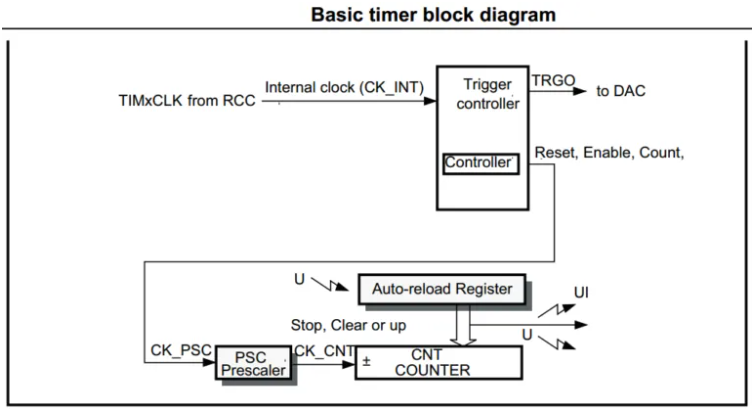 Basic timer block diagram
TIMxCLK from RCC
Internal clock (CK_INT)
Trigger
controller
TRGO
to DAC
Controller
Reset, Enable, Count,
U
Auto-reload Register
UI
Stop, Clear or up
U
CK_PSC
PSC
Prescaler
CK_CNT
±
CNT
COUNTER